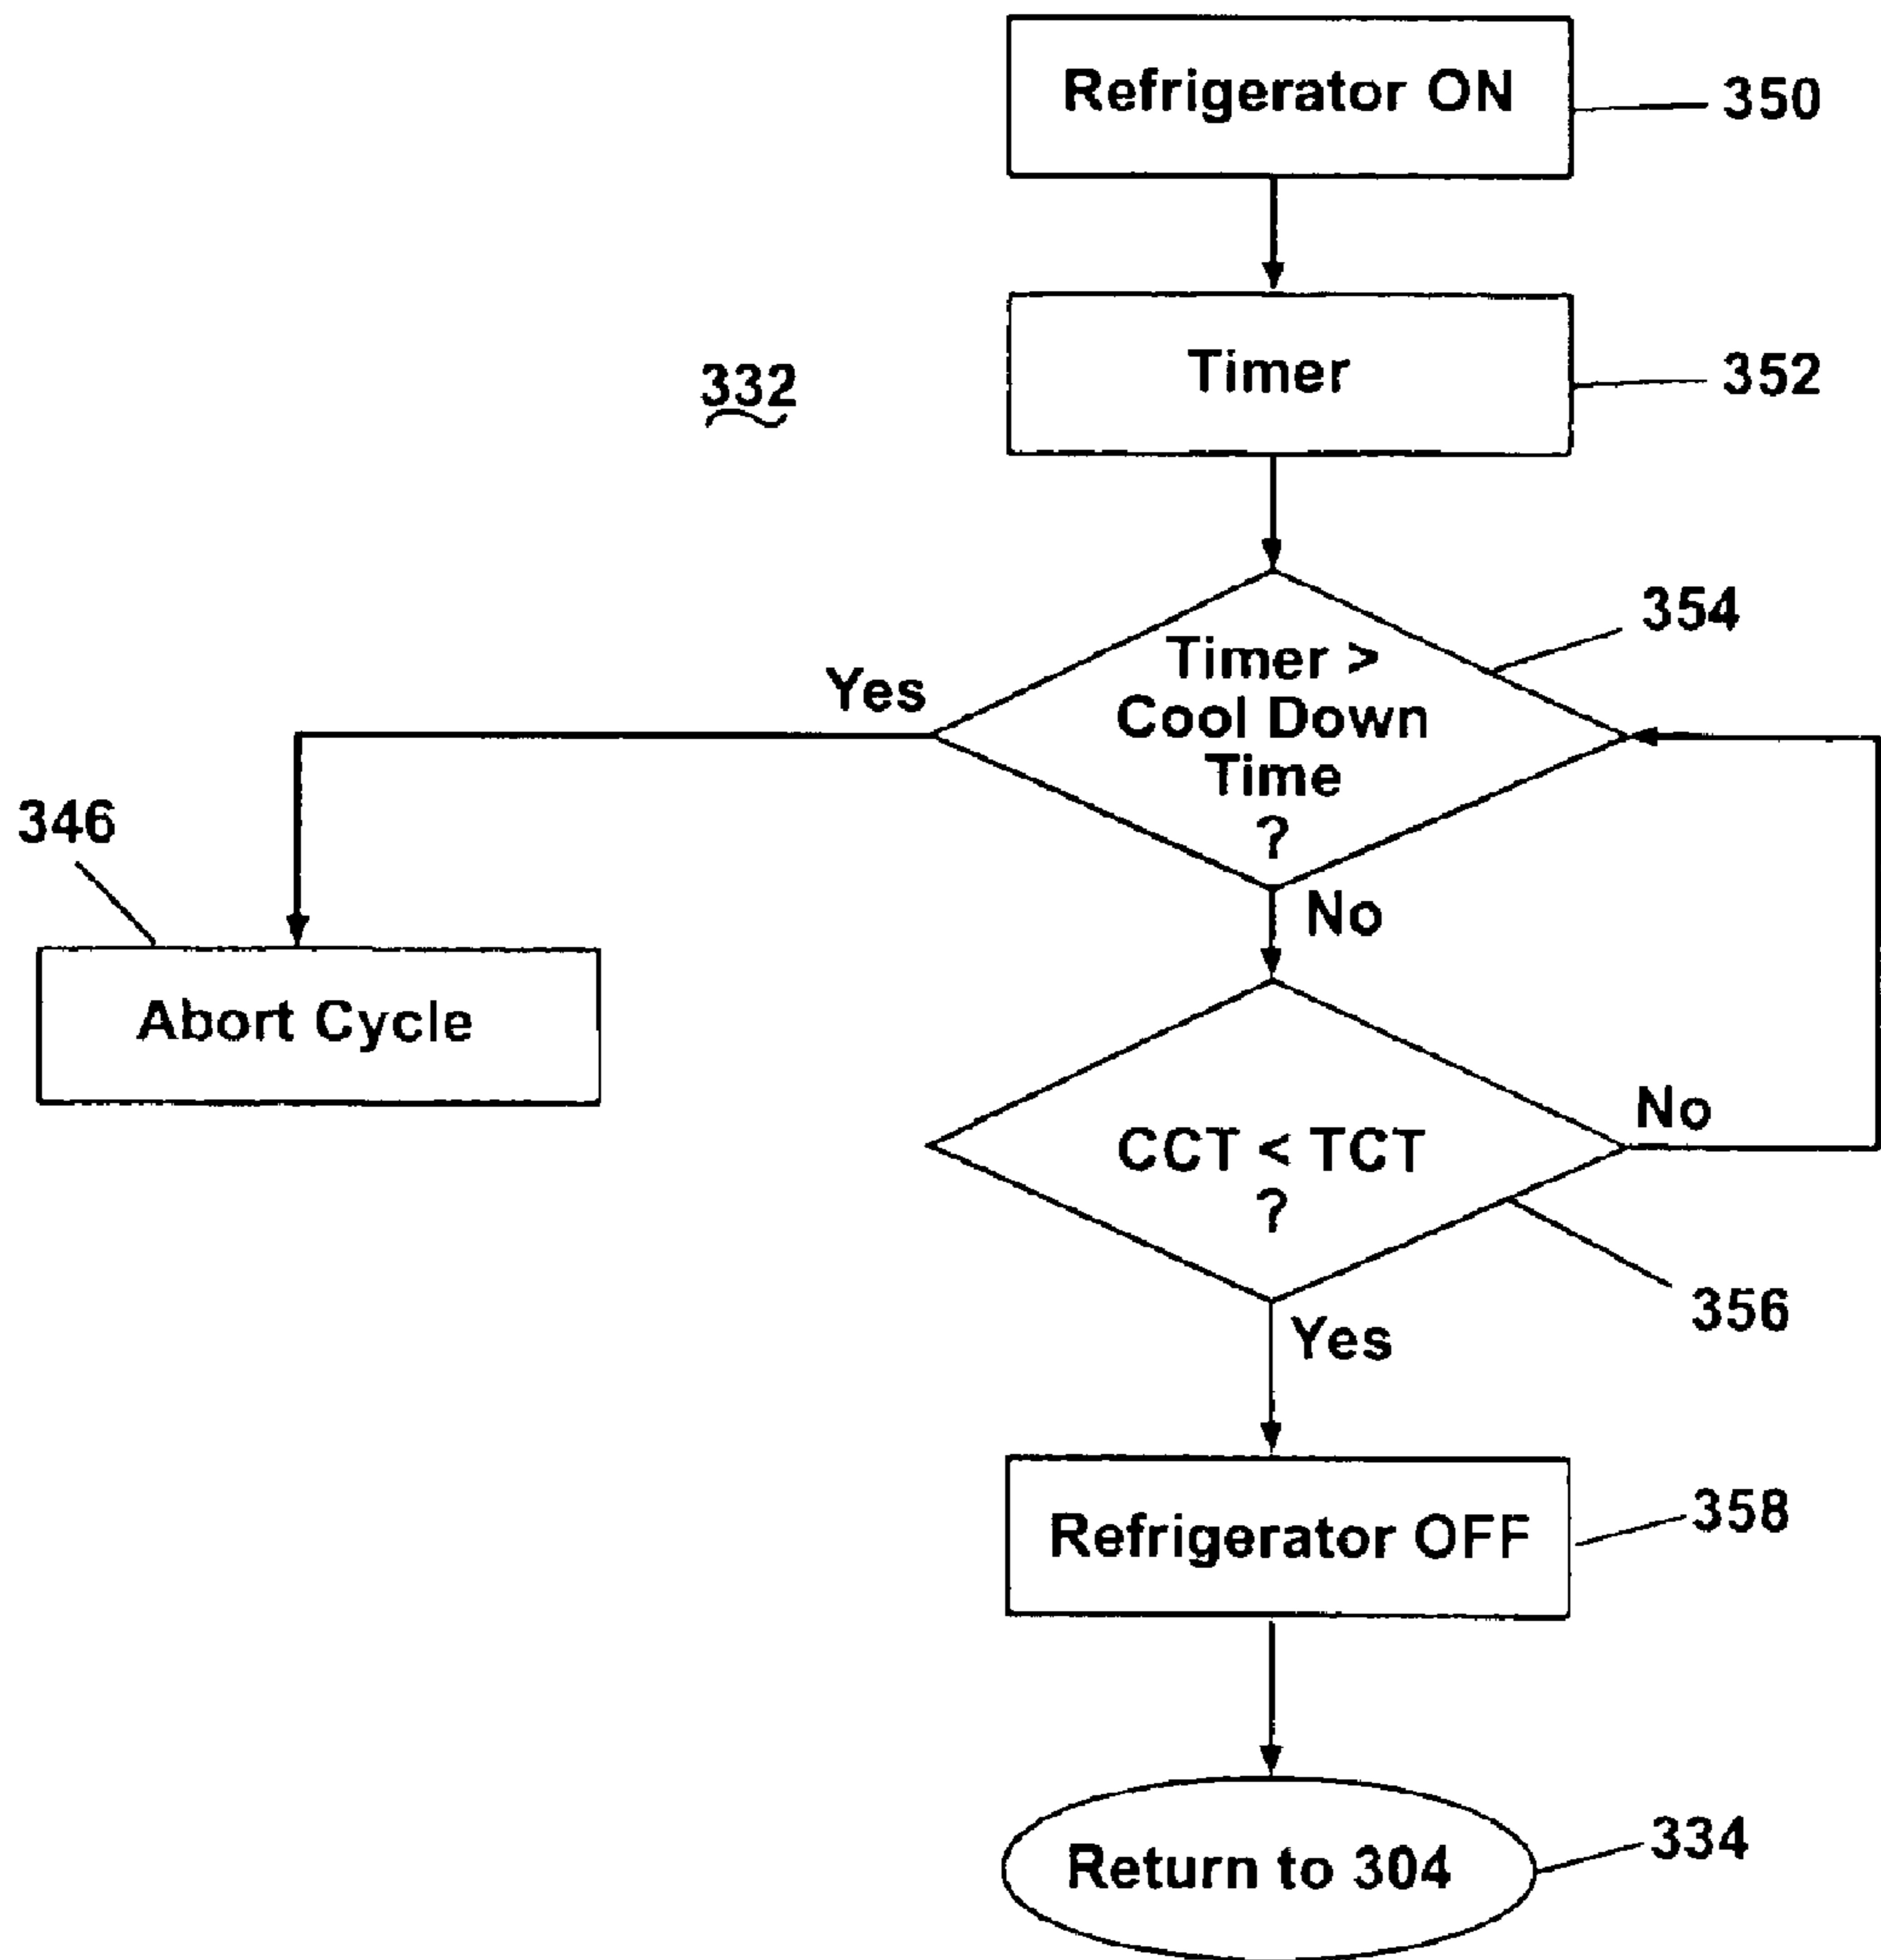 Refrigerator ON
350
Timer
352
332
354
Timer >
Cool Down
Time
?
Yes
346
No
Abort Cycle
No
CCT < TCT
?
356
Yes
Refrigerator OFF
358
Return to 304
334